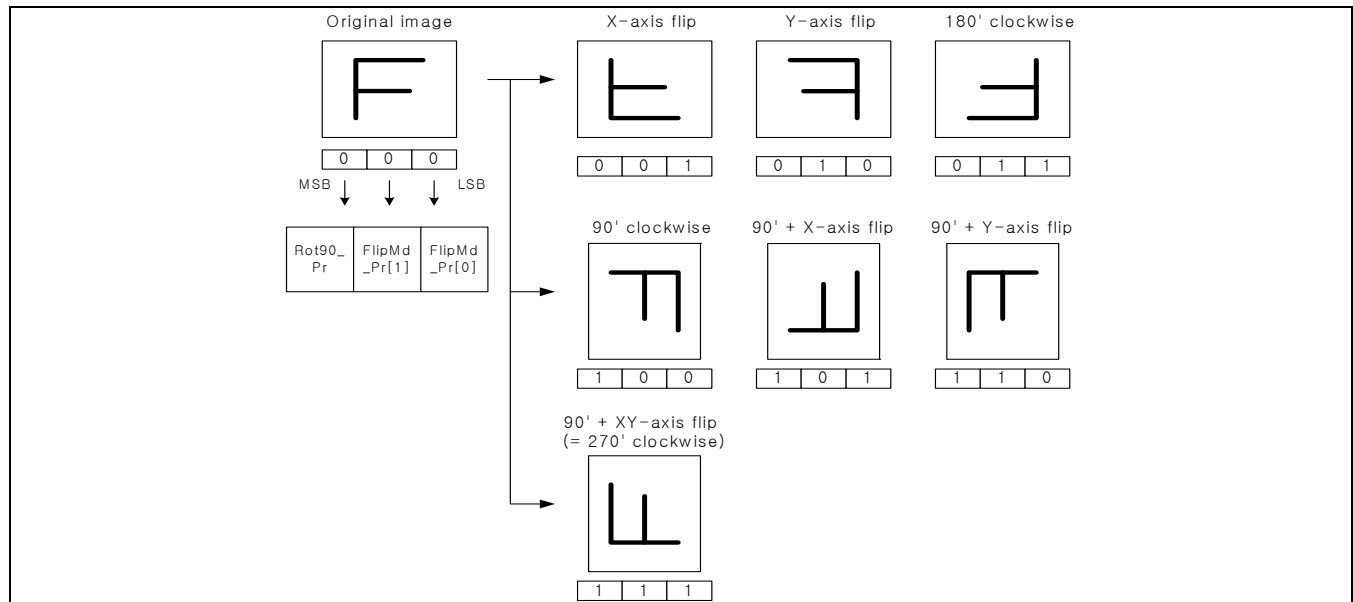 Original image
X-axis flip
Y-axis flip
180' clockwise
0 0 0
0 0 1
0 1 0
0 1 1
MSB
LSB
Rot90_
Pr
FlipMd
_Pr[1]
FlipMd
_Pr[0]
90' clockwise
90' + X-axis flip
90' + Y-axis flip
1 0 0
1 0 1
1 1 0
90' + XY-axis flip
(= 270' clockwise)
1 1 1